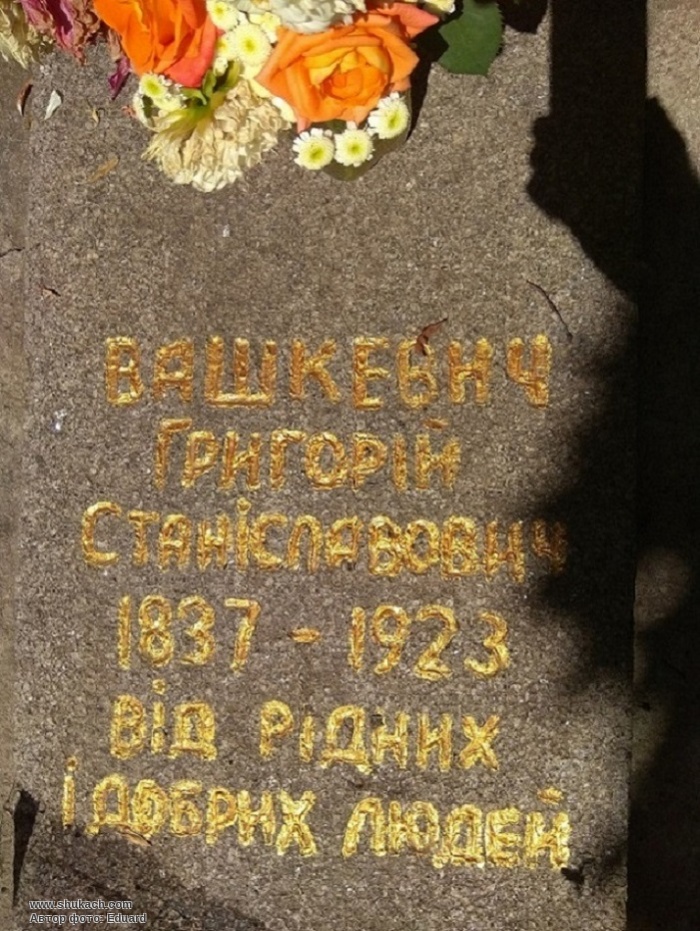 ВАШКЕВИЧ
ГРИГОРІЙ
СТАНІСЛАВОВИЧ
1837 - 1923
ВІД РІДНИХ
І ДОБРИХ ЛЮДЕЙ
www.shukach.com
Автор фото: Eduard